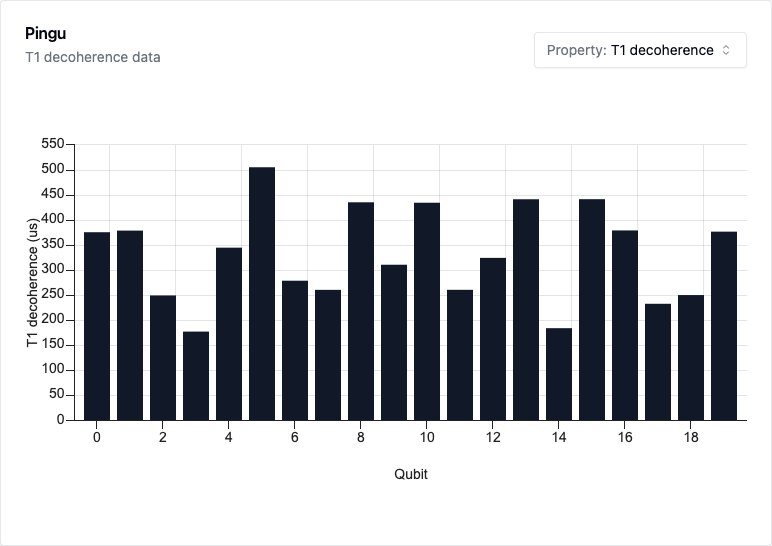 Pingu
T1 decoherence data
Property: T1 decoherence
T1 decoherence (us)
550
500
450
400
350
300
250
200
150
100
50
0
0 2 4 6 8 10 12 14 16 18
Qubit